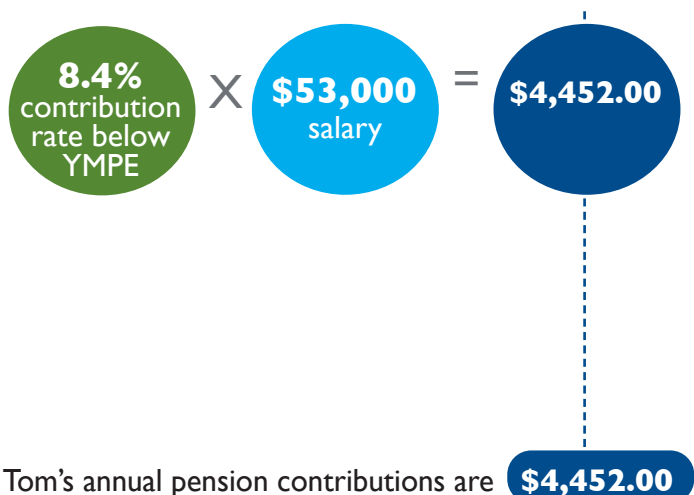 8.4%
contribution
rate below
YMPE
X
$53,000
salary
=
$4,452.00
Tom's annual pension contributions are $4,452.00